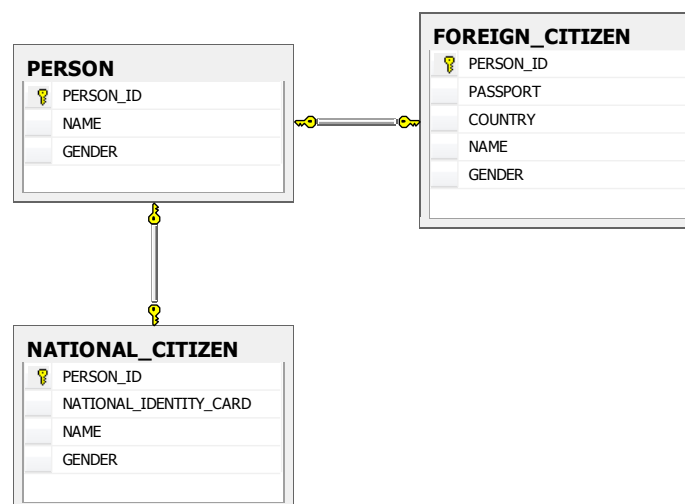 PERSON
PERSON_ID
NAME
GENDER
FOREIGN_CITIZEN
PERSON_ID
PASSPORT
COUNTRY
NAME
GENDER
NATIONAL_CITIZEN
PERSON_ID
NATIONAL_IDENTITY_CARD
NAME
GENDER